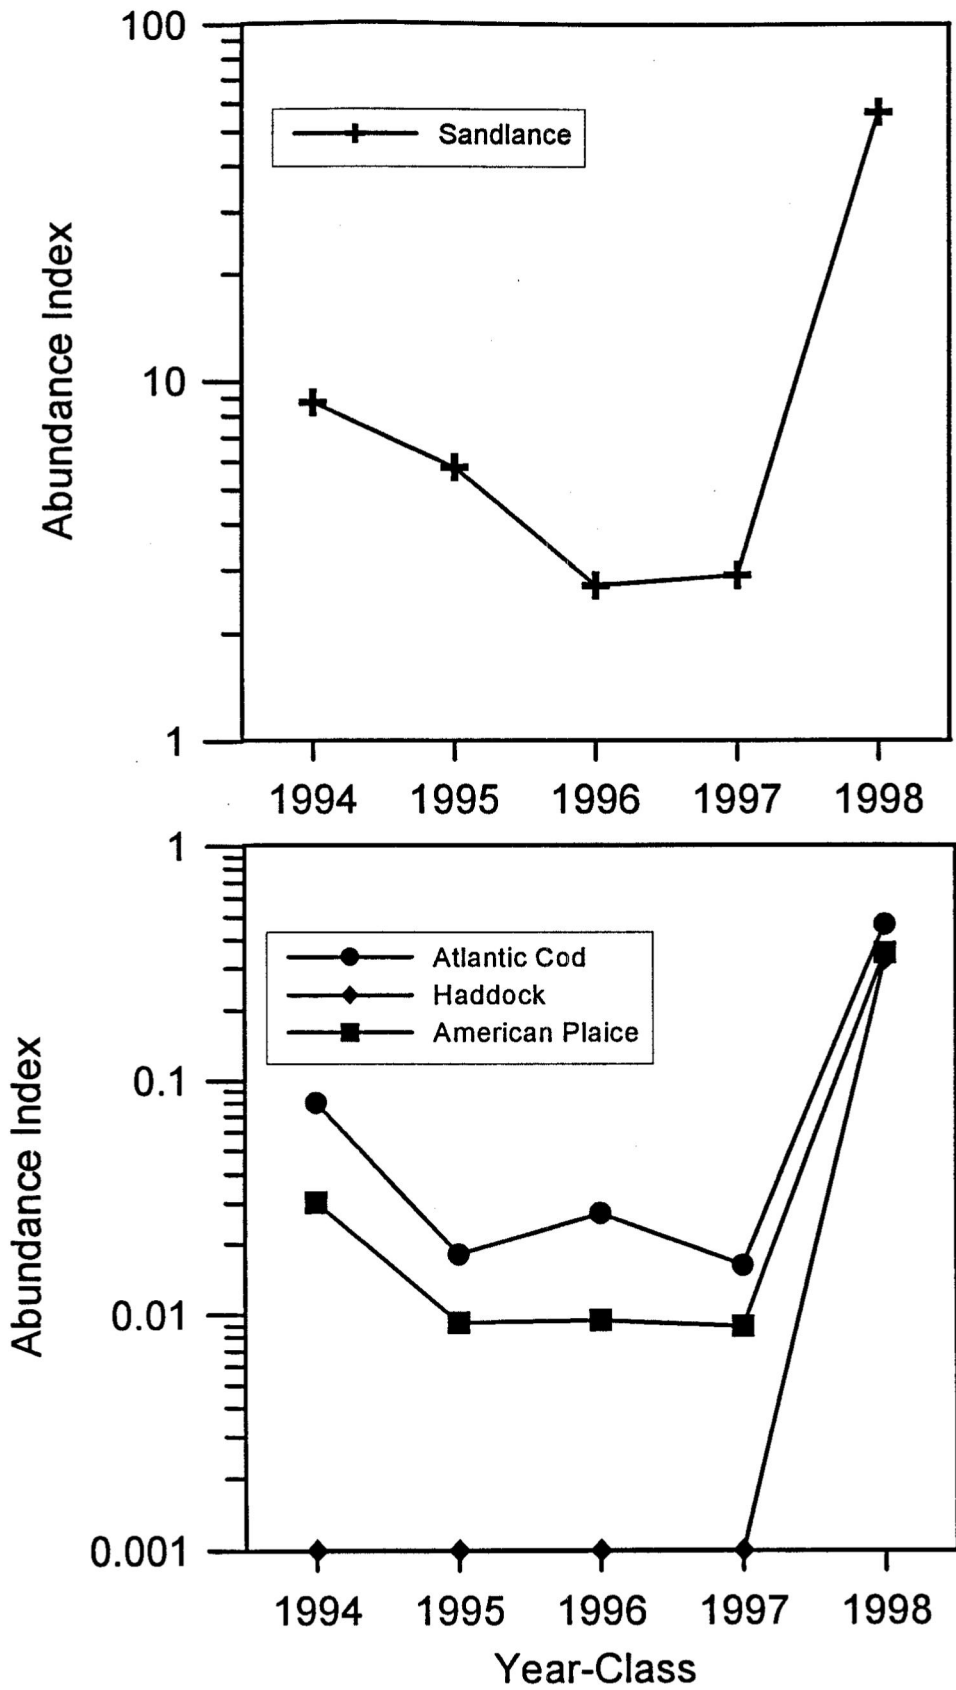 100
Sandlance
Abundance Index
10
1
1994 1995 1996 1997 1998
1
Atlantic Cod
Haddock
American Plaice
0.1
Abundance Index
0.01
0.001
1994 1995 1996 1997 1998
Year-Class